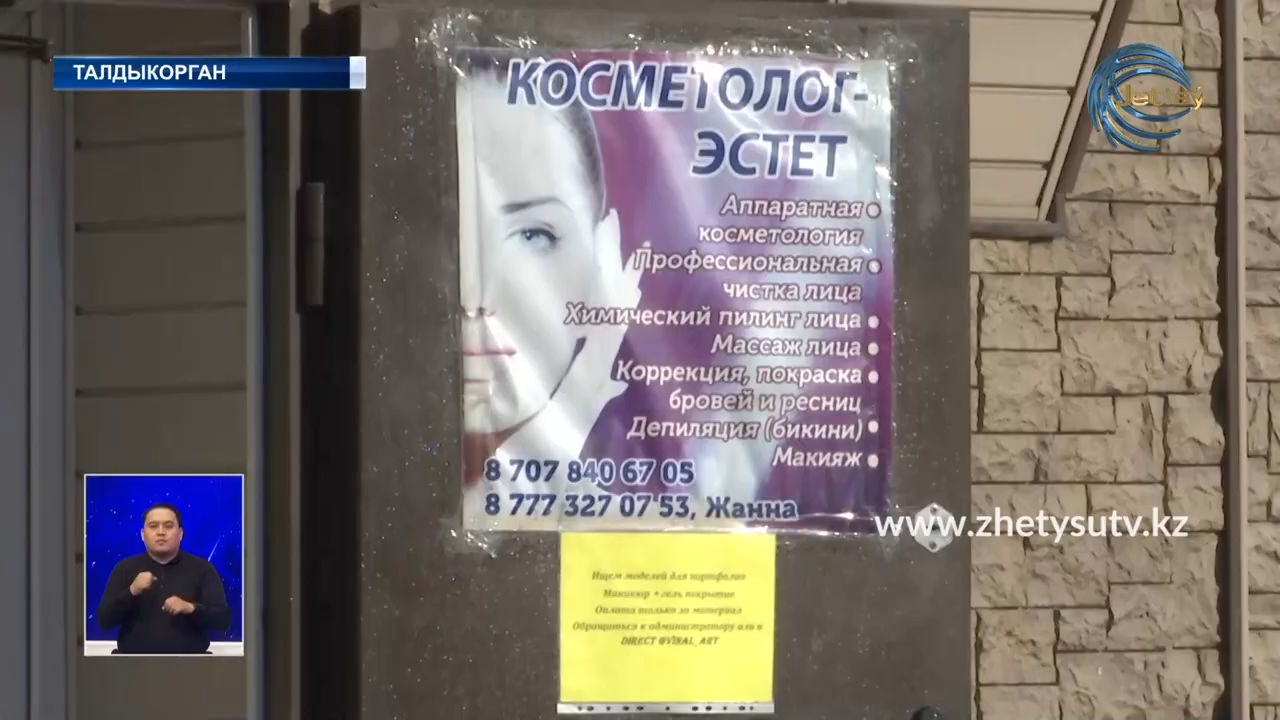 ТАЛДЫКОРГАН
Jetisý
КОСМЕТОЛОГ-
ЭСТЕТ
Аппаратная
косметология
Профессиональная
чистка лица
Химический пилинг лица
Массаж лица
Коррекция, покраска
бровей и ресниц
Депиляция (бикини)
Макияж
8 707 840 67 05
8 777 327 07 53, Жанна
www.zhetysutv.kz
Ищем моделей для портфолио
Маникюр + гель покрытие
Оплата только за материал
Обращаться к администратору или в
DIRECT @VINAL_ART